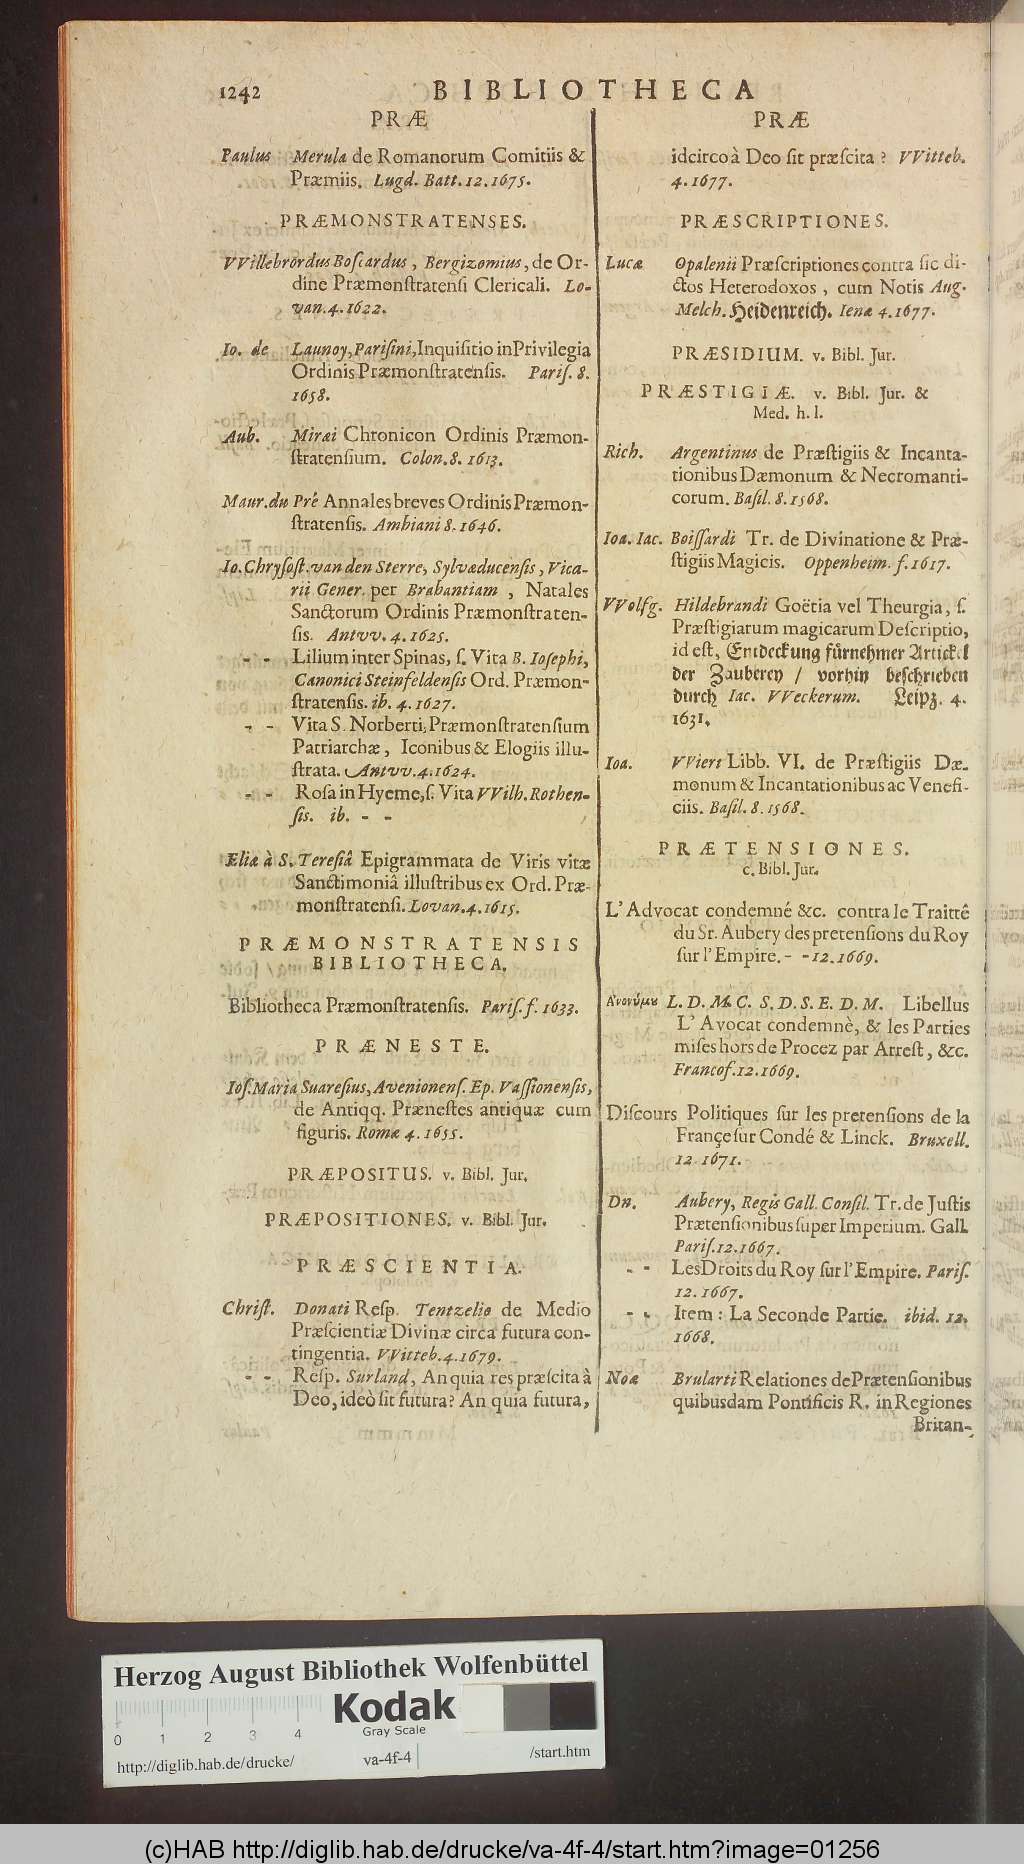 1242 BIBLIOTHECA
PRÆ
Paulus Merula de Romanorum Comitiis &
Præmiis. Lugd. Batt. 12. 1675.
PRÆMONSTRATENSES.
VVillebrordus Boſcardus, Bergizomius, de Or-
dine Præmonſtratenſi Clericali. Lo-
van. 4. 1622.
Io. de Launoy, Pariſini, Inquiſitio in Privilegia
Ordinis Præmonſtratenſis. Pariſ. 8.
1658.
Aub. Miræi Chronicon Ordinis Præmon-
ſtratenſium. Colon. 8. 1613.
Maur. du Pré Annales breves Ordinis Præmon-
ſtratenſis. Ambiani 8. 1646.
Io. Chryſoſt. van den Sterre, Sylvæducenſis, Vica-
rii Gener. per Brabantiam, Natales
Sanctorum Ordinis Præmonſtraten-
ſis. Antvv. 4. 1625.
- - Lilium inter Spinas, ſ. Vita B. Ioſephi,
Canonici Steinfeldensis Ord. Præmon-
ſtratenſis. ib. 4. 1627.
- - Vita S. Norberti, Præmonſtratenſium
Patriarchæ, Iconibus & Elogiis illu-
ſtrata. Antvv. 4. 1624.
- - Roſa in Hyeme, ſ. Vita VVilh. Rothen-
ſis. ib. - -
Eliæ à S. Tereſiâ Epigrammata de Viris vitæ
Sanctimoniâ illuſtribus ex Ord. Præ-
monſtratenſi. Lovan. 4. 1615.
PRÆMONSTRATENSIS
BIBLIOTHECA.
Bibliotheca Præmonſtratenſis. Pariſ. f. 1633.
PRÆNESTE.
Ioſ. Maria Suareſius, Avenionenſ. Ep. Vaſſionenſis,
de Antiqq. Præneſtes antiquæ cum
figuris. Romæ 4. 1655.
PRÆPOSITUS. v. Bibl. Jur.
PRÆPOSITIONES. v. Bibl. Jur.
PRÆSCIENTIA.
Chriſt. Donati Reſp. Tentzelio de Medio
Præſcientiæ Divinæ circa futura con-
tingentia. VVitteb. 4. 1679.
- - Reſp. Surland, An quia res præſcita à
Deo, ideò ſit futura? An quia futura,
PRÆ
idcirco à Deo ſit præſcita? VVitteb.
4. 1677.
PRÆSCRIPTIONES.
Lucæ Opalenii Præſcriptiones contra ſic di-
ctos Heterodoxos, cum Notis Aug.
Melch. Heidenreich. Ienæ 4. 1677.
PRÆSIDIUM. v. Bibl. Jur.
PRÆSTIGIÆ. v. Bibl. Jur. &
Med. h. l.
Rich. Argentinus de Præſtigiis & Incanta-
tionibus Dæmonum & Necromanti-
corum. Baſil. 8. 1568.
Ioa. Iac. Boiſſardi Tr. de Divinatione & Præ-
ſtigiis Magicis. Oppenheim. f. 1617.
VVolfg. Hildebrandi Goëtia vel Theurgia, ſ.
Præſtigiarum magicarum Deſcriptio,
id eſt, Entdeckung fürnehmer Artickel
der Zauberey / vorhin beſchrieben
durch Iac. VVeckerum. Leipz. 4.
1631.
Ioa. VVieri Libb. VI. de Præſtigiis Dæ-
monum & Incantationibus ac Venefi-
ciis. Baſil. 8. 1568.
PRÆTENSIONES.
c. Bibl. Jur.
L'Advocat condemné &c. contra le Traitté
du Sr. Aubery des pretenſions du Roy
ſur l'Empire. - - 12. 1669.
Ἀνονύμου L. D. M. C. S. D. S. E. D. M. Libellus
L'Avocat condemnè, & les Parties
miſes hors de Procez par Arreſt, &c.
Francof. 12. 1669.
Diſcours Politiques ſur les pretenſions de la
Françe ſur Condé & Linck. Bruxell.
12. 1671.
Dn. Aubery, Regis Gall. Conſil. Tr. de Juſtis
Prætenſionibus ſuper Imperium. Gall.
Pariſ. 12. 1667.
- - Les Droits du Roy ſur l'Empire. Pariſ.
12. 1667.
- - Item: La Seconde Partie. ibid. 12.
1668.
Noæ Brularti Relationes de Prætenſionibus
quibusdam Pontificis R. in Regiones
Britan-
Herzog August Bibliothek Wolfenbüttel
Kodak
Gray Scale
0 1 2 3 4
http://diglib.hab.de/drucke/ va-4f-4 /start.htm
(c)HAB http://diglib.hab.de/drucke/va-4f-4/start.htm?image=01256